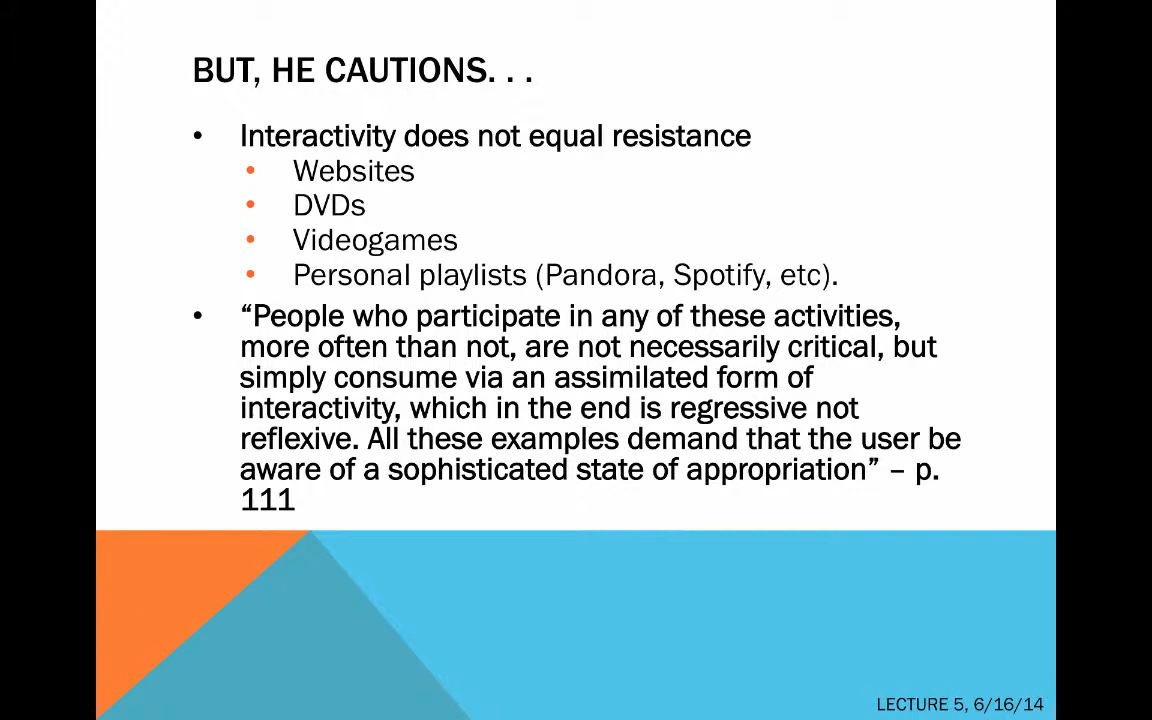 BUT, HE CAUTIONS. . .
• Interactivity does not equal resistance
• Websites
• DVDs
• Videogames
• Personal playlists (Pandora, Spotify, etc).
• “People who participate in any of these activities,
more often than not, are not necessarily critical, but
simply consume via an assimilated form of
interactivity, which in the end is regressive not
reflexive. All these examples demand that the user be
aware of a sophisticated state of appropriation” – p.
111
LECTURE 5, 6/16/14